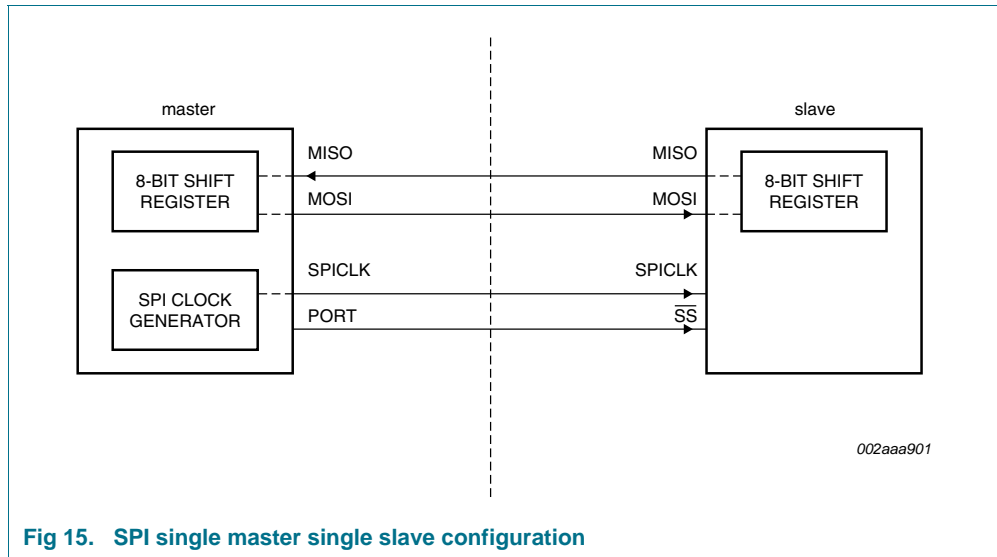 master
slave
MISO
MISO
8-BIT SHIFT
REGISTER
8-BIT SHIFT
REGISTER
MOSI
MOSI
SPICLK
SPICLK
SPI CLOCK
GENERATOR
PORT
S̅S̅
002aaa901
Fig 15. SPI single master single slave configuration